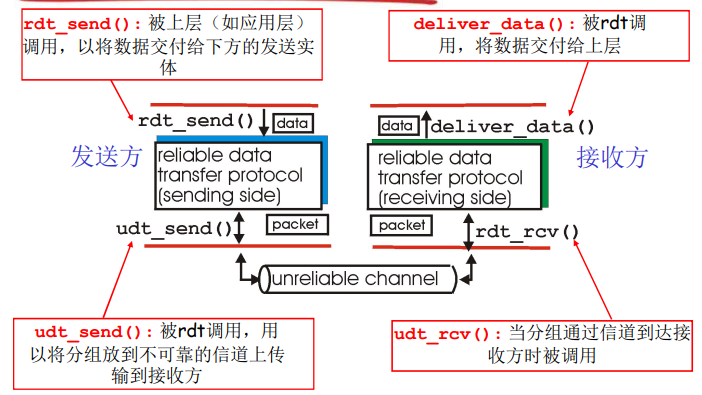 rdt_send(): 被上层（如应用层）
调用，以将数据交付给下方的发送实
体
deliver_data(): 被rdt调
用，将数据交付给上层
rdt_send()
data
data
deliver_data()
发送方
reliable data
transfer protocol
(sending side)
reliable data
transfer protocol
(receiving side)
接收方
udt_send()
packet
packet
rdt_rcv()
unreliable channel
udt_send(): 被rdt调用，用
以将分组放到不可靠的信道上传
输到接收方
udt_rcv(): 当分组通过信道到达接
收方时被调用